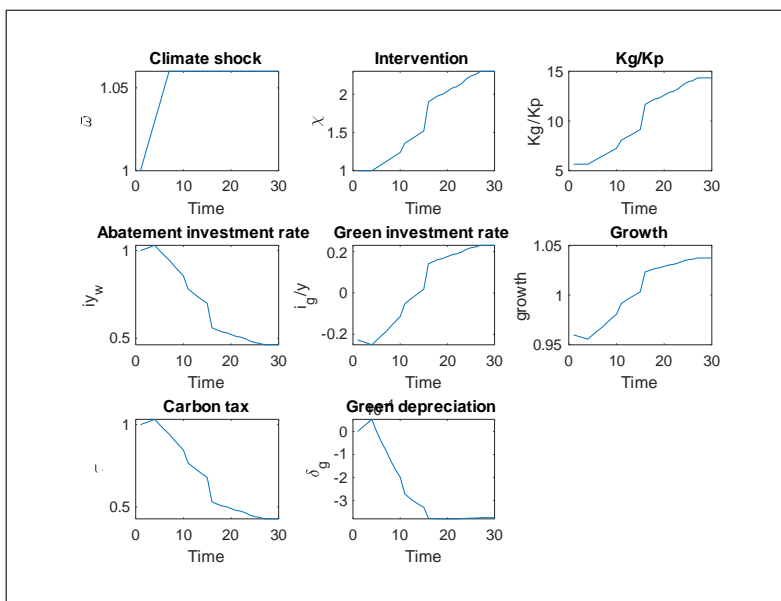 Climate shock
1.05
1
ω̄
0 10 20 30
Time
Intervention
2
1.5
1
χ
0 10 20 30
Time
Kg/Kp
15
10
5
Kg/Kp
0 10 20 30
Time
Abatement investment rate
1
0.5
iy_w
0 10 20 30
Time
Green investment rate
0.2
0
-0.2
i_g/y
0 10 20 30
Time
Growth
1.05
1
0.95
growth
0 10 20 30
Time
Carbon tax
1
0.5
0 10 20 30
Time
Green depreciation
0
-1
-2
-3
δ_g
0 10 20 30
Time